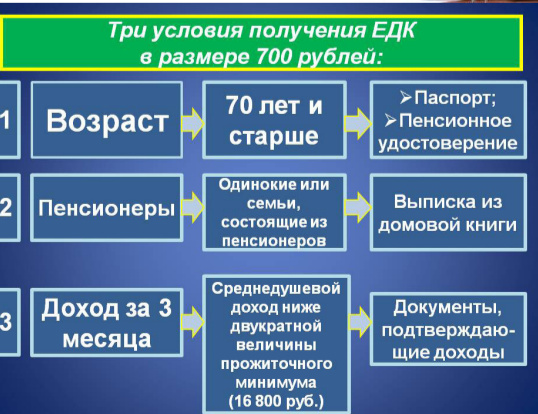 Три условия получения ЕДК
в размере 700 рублей:
1
Возраст
70 лет и
старше
➢Паспорт;
➢Пенсионное
удостоверение
2
Пенсионеры
Одинокие или
семьи,
состоящие из
пенсионеров
Выписка из
домовой книги
3
Доход за 3
месяца
Среднедушевой
доход ниже
двукратной
величины
прожиточного
минимума
(16 800 руб.)
Документы,
подтверждаю-
щие доходы